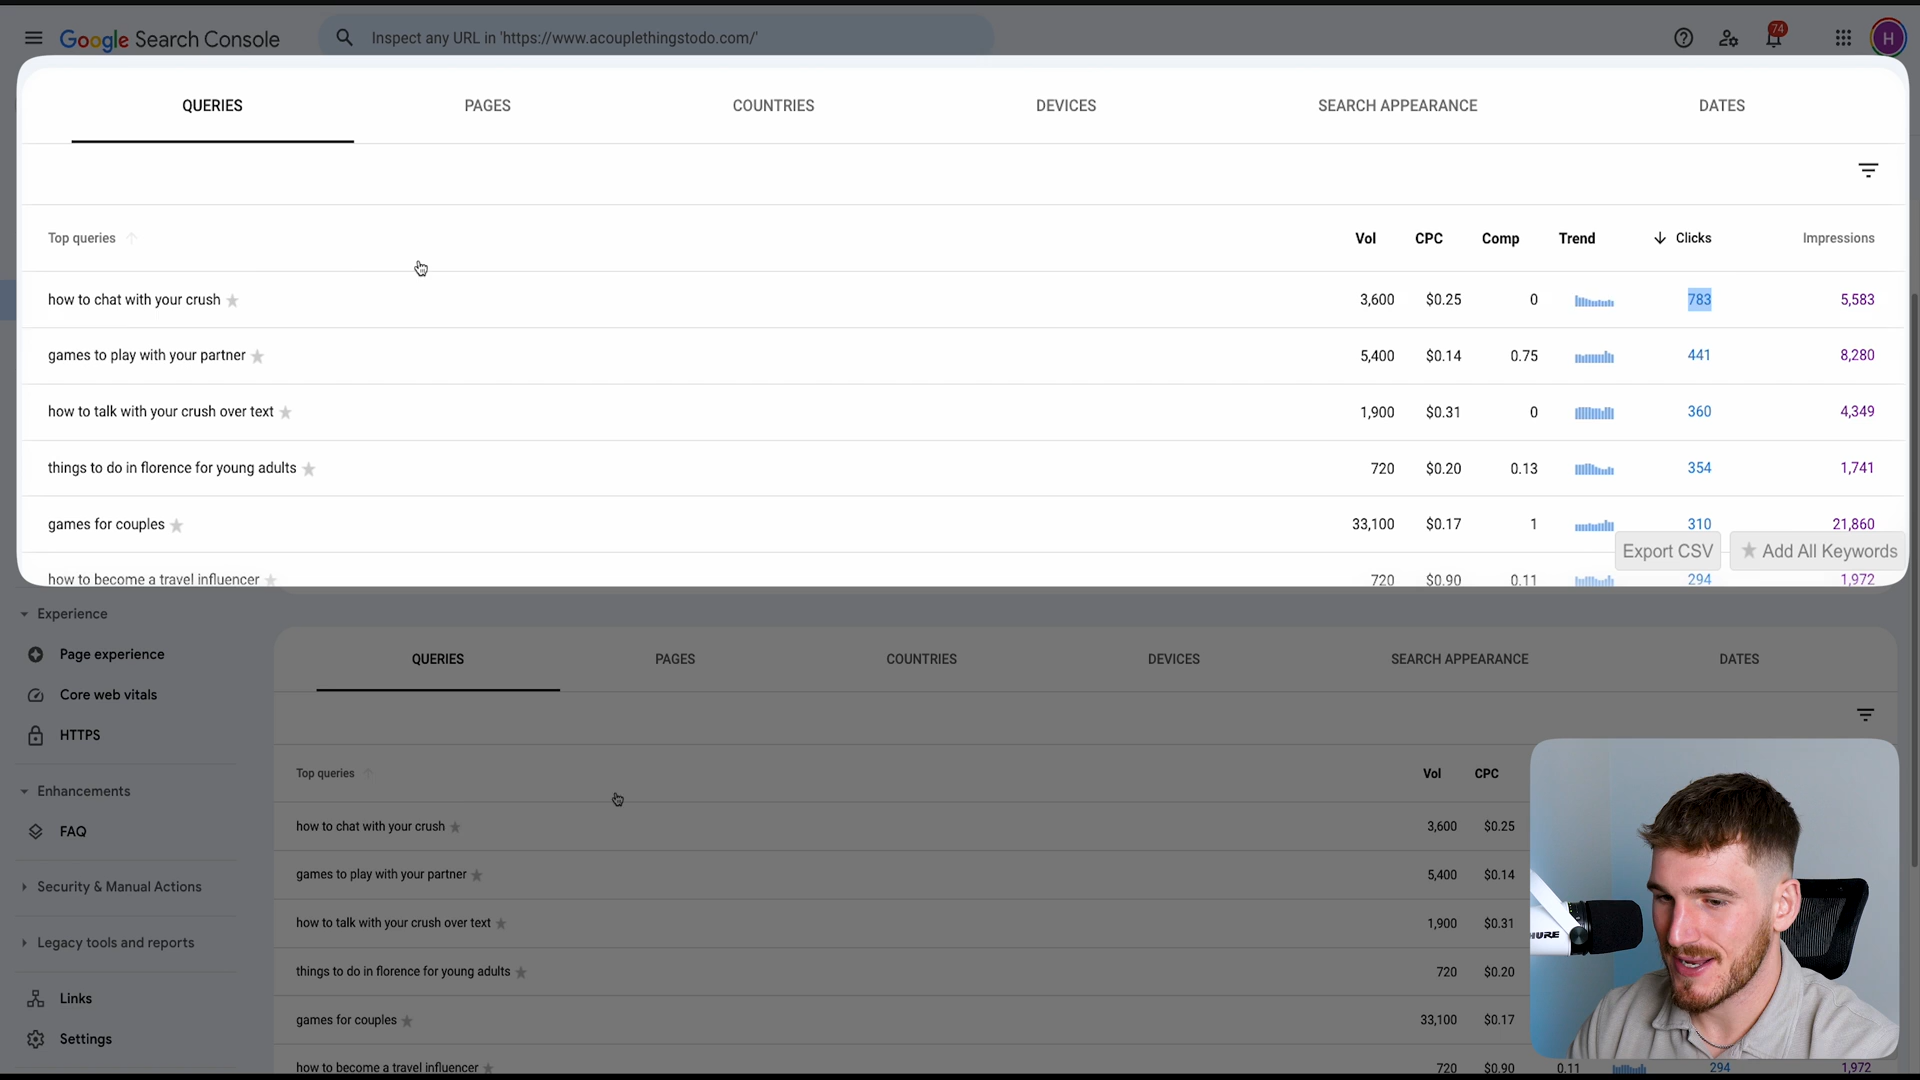 Google Search Console
Inspect any URL in 'https://www.acouplethingstodo.com/'
74
H
QUERIES PAGES COUNTRIES DEVICES SEARCH APPEARANCE DATES
Top queries Vol CPC Comp Trend Clicks Impressions
how to chat with your crush 3,600 $0.25 0 783 5,583
games to play with your partner 5,400 $0.14 0.75 441 8,280
how to talk with your crush over text 1,900 $0.31 0 360 4,349
things to do in florence for young adults 720 $0.20 0.13 354 1,741
games for couples 33,100 $0.17 1 310 21,860
Export CSV Add All Keywords
how to become a travel influencer 720 $0.90 0.11 294 1,972
Experience
Page experience
Core web vitals
HTTPS
Enhancements
FAQ
Security & Manual Actions
Legacy tools and reports
Links
Settings
QUERIES PAGES COUNTRIES DEVICES SEARCH APPEARANCE DATES
Top queries Vol CPC
how to chat with your crush 3,600 $0.25
games to play with your partner 5,400 $0.14
how to talk with your crush over text 1,900 $0.31
things to do in florence for young adults 720 $0.20
games for couples 33,100 $0.17
how to become a travel influencer 720 $0.90 0.11 294 1,972
HURE